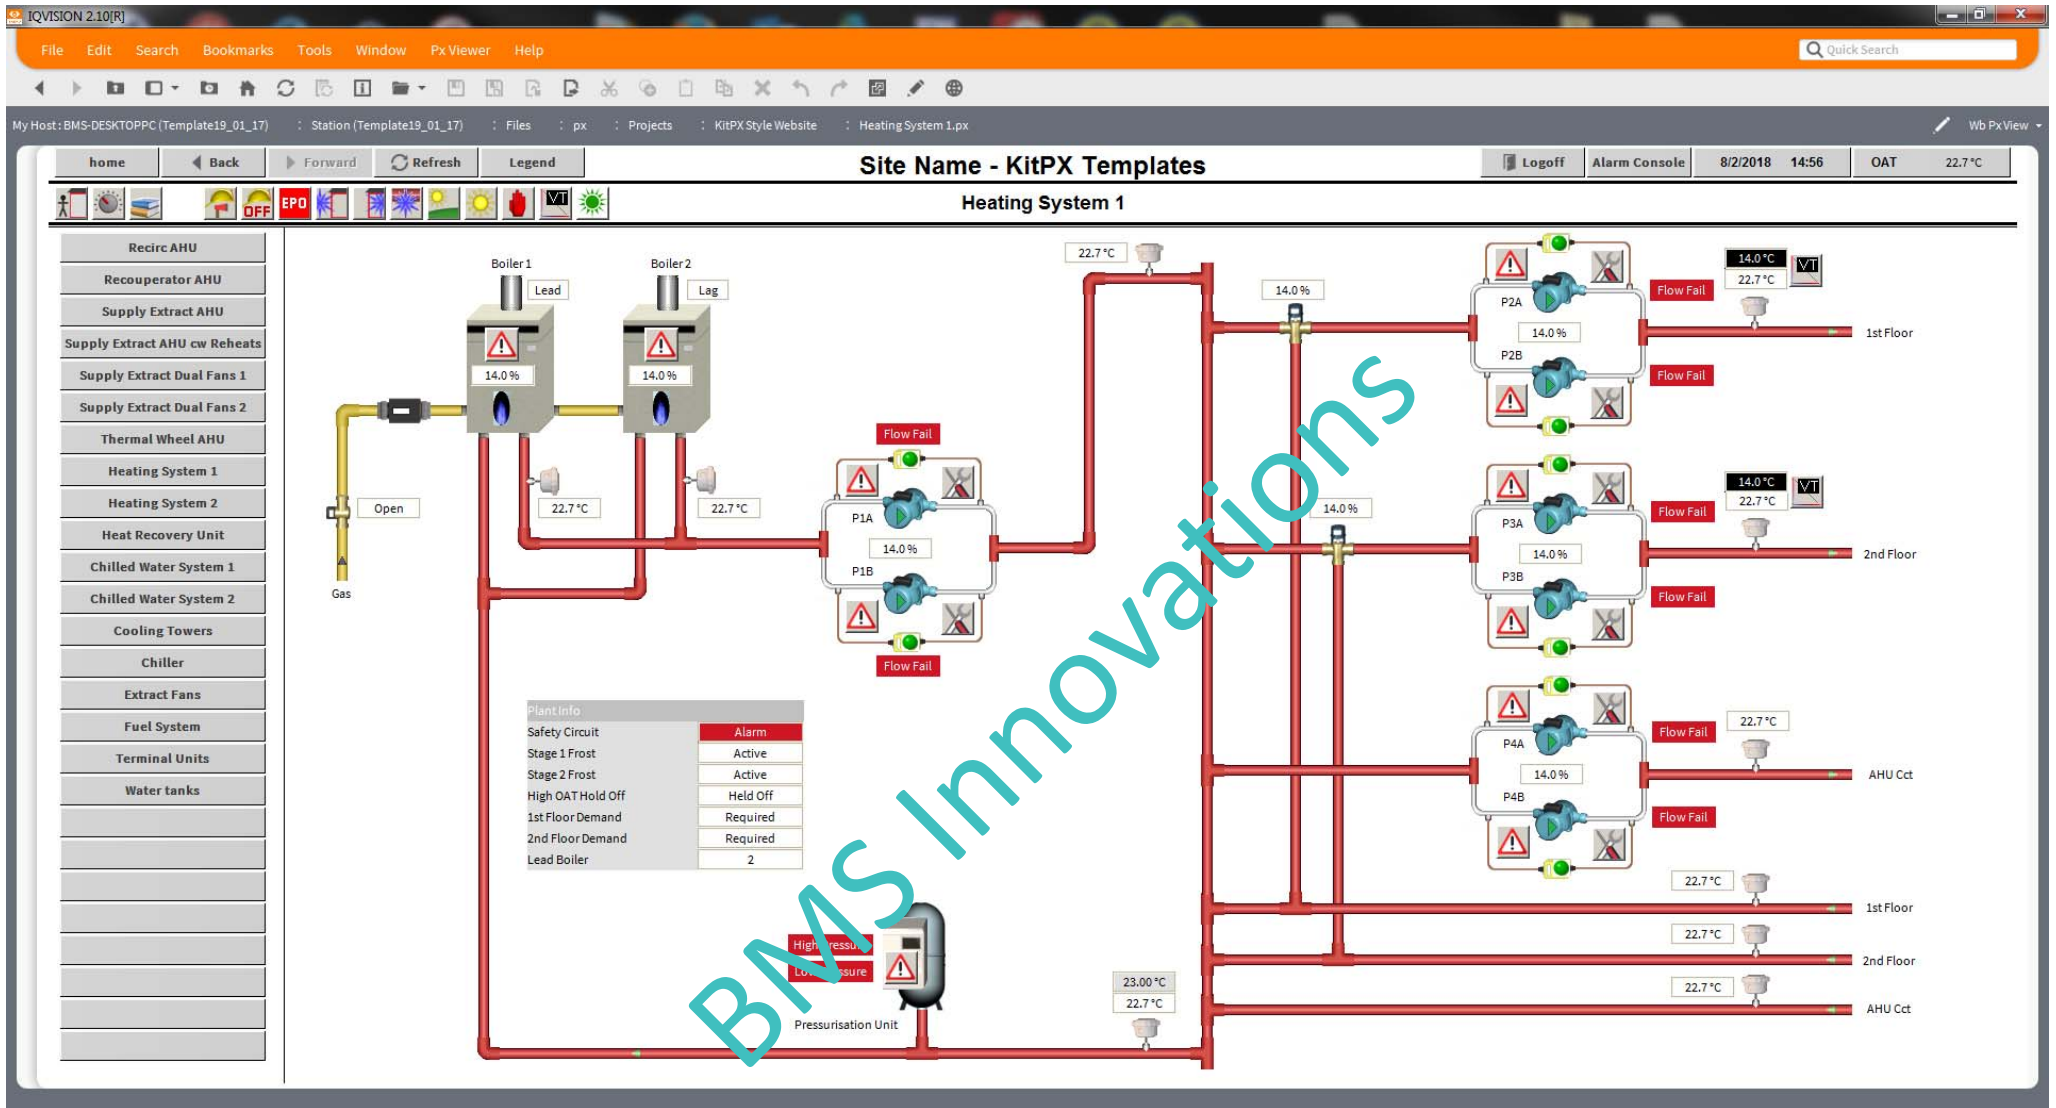 IQVISION 2.10[R]
File Edit Search Bookmarks Tools Window Px Viewer Help
Quick Search
My Host : BMS-DESKTOPPC (Template19_01_17) : Station (Template19_01_17) : Files : px : Projects : KitPX Style Website : Heating System 1.px
Wb Px View
home Back Forward Refresh Legend
Site Name - KitPX Templates
Logoff Alarm Console 8/2/2018 14:56 OAT 22.7 °C
OFF EPO VT
Heating System 1
Recirc AHU
Recouperator AHU
Supply Extract AHU
Supply Extract AHU cw Reheats
Supply Extract Dual Fans 1
Supply Extract Dual Fans 2
Thermal Wheel AHU
Heating System 1
Heating System 2
Heat Recovery Unit
Chilled Water System 1
Chilled Water System 2
Cooling Towers
Chiller
Extract Fans
Fuel System
Terminal Units
Water tanks
Boiler 1
Lead
14.0 %
Boiler 2
Lag
14.0 %
Open
Gas
22.7 °C
22.7 °C
Flow Fail
P1A
14.0 %
P1B
Flow Fail
22.7 °C
14.0 %
14.0 %
P2A
14.0 %
P2B
Flow Fail
Flow Fail
14.0 °C
22.7 °C
VT
1st Floor
P3A
14.0 %
P3B
Flow Fail
Flow Fail
14.0 °C
22.7 °C
VT
2nd Floor
P4A
14.0 %
P4B
Flow Fail
Flow Fail
22.7 °C
AHU Cct
22.7 °C
1st Floor
22.7 °C
2nd Floor
22.7 °C
AHU Cct
Plant Info
Safety Circuit Alarm
Stage 1 Frost Active
Stage 2 Frost Active
High OAT Hold Off Held Off
1st Floor Demand Required
2nd Floor Demand Required
Lead Boiler 2
High Pressure
Low Pressure
Pressurisation Unit
23.00 °C
22.7 °C
BMS Innovations